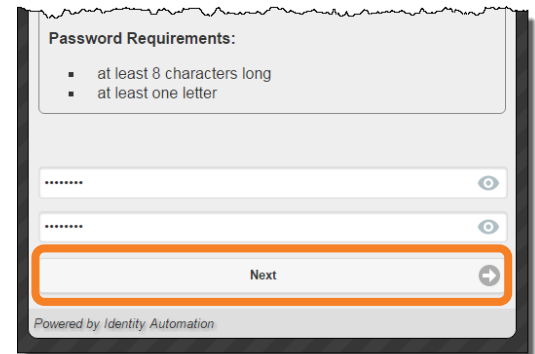 Password Requirements:
▪ at least 8 characters long
▪ at least one letter
••••••••
••••••••
Next
Powered by Identity Automation